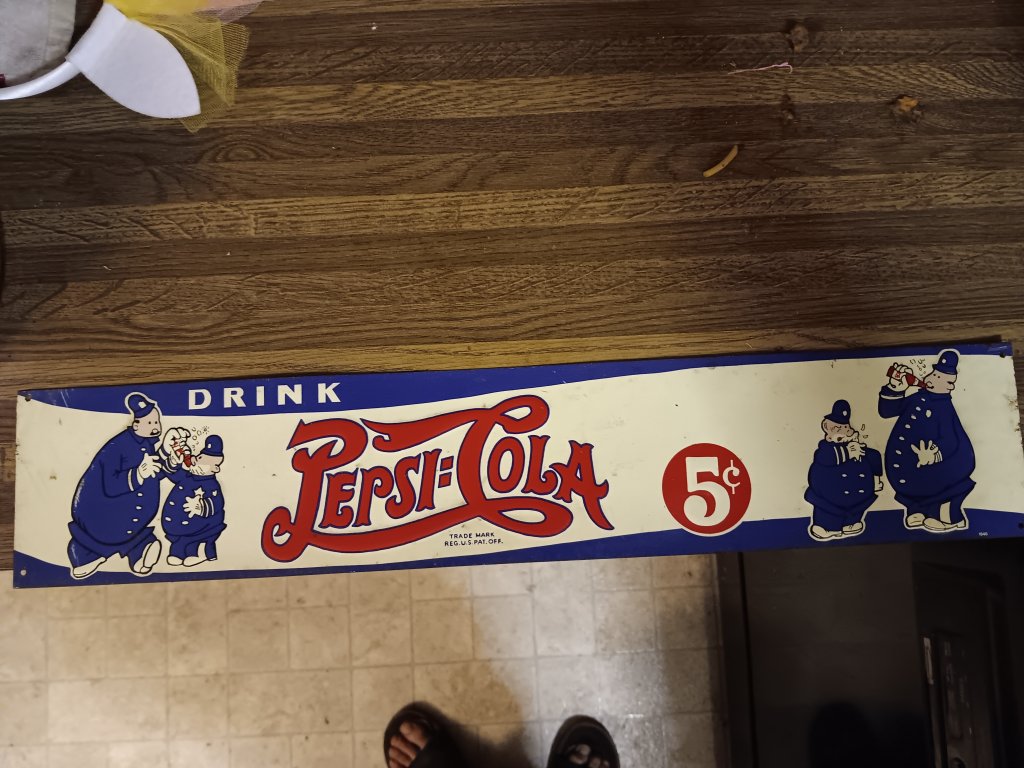 DRINK
PEPSI=COLA
5¢
TRADE MARK
REG. U.S. PAT. OFF.